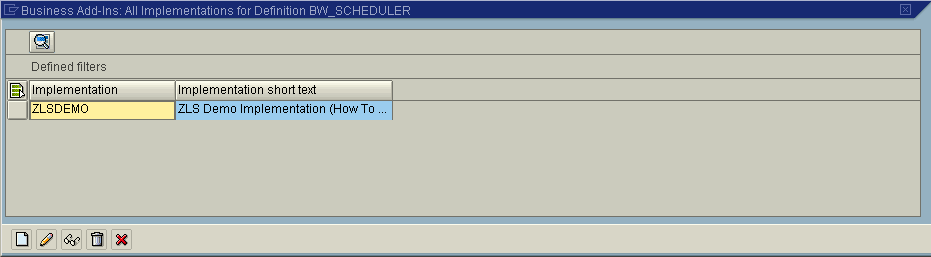 Business Add-Ins: All Implementations for Definition BW_SCHEDULER
Defined filters
Implementation Implementation short text
ZLSDEMO ZLS Demo Implementation (How To ...